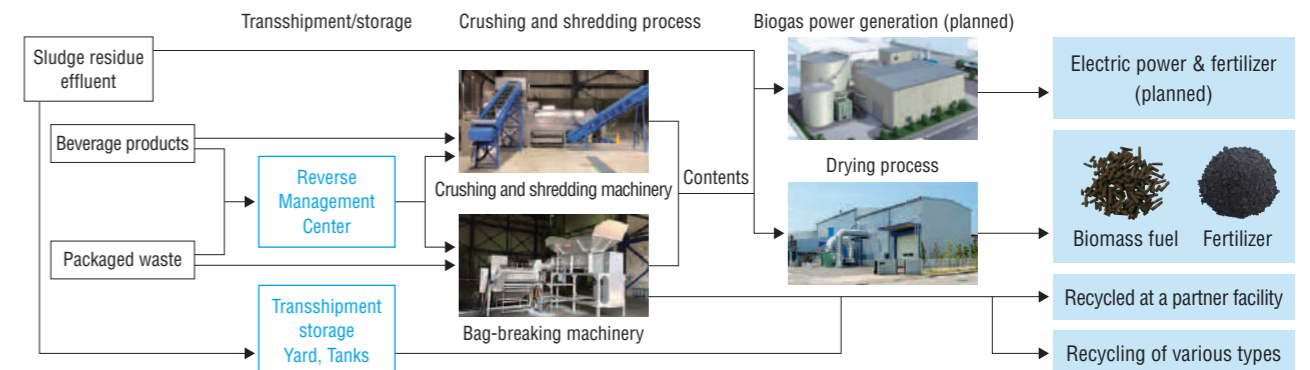 Transshipment/storage
Crushing and shredding process
Biogas power generation (planned)
Sludge residue
effluent
Electric power & fertilizer
(planned)
Beverage products
Reverse
Management
Center
Crushing and shredding machinery
Contents
Drying process
Biomass fuel
Fertilizer
Packaged waste
Transshipment
storage
Yard, Tanks
Bag-breaking machinery
Recycled at a partner facility
Recycling of various types